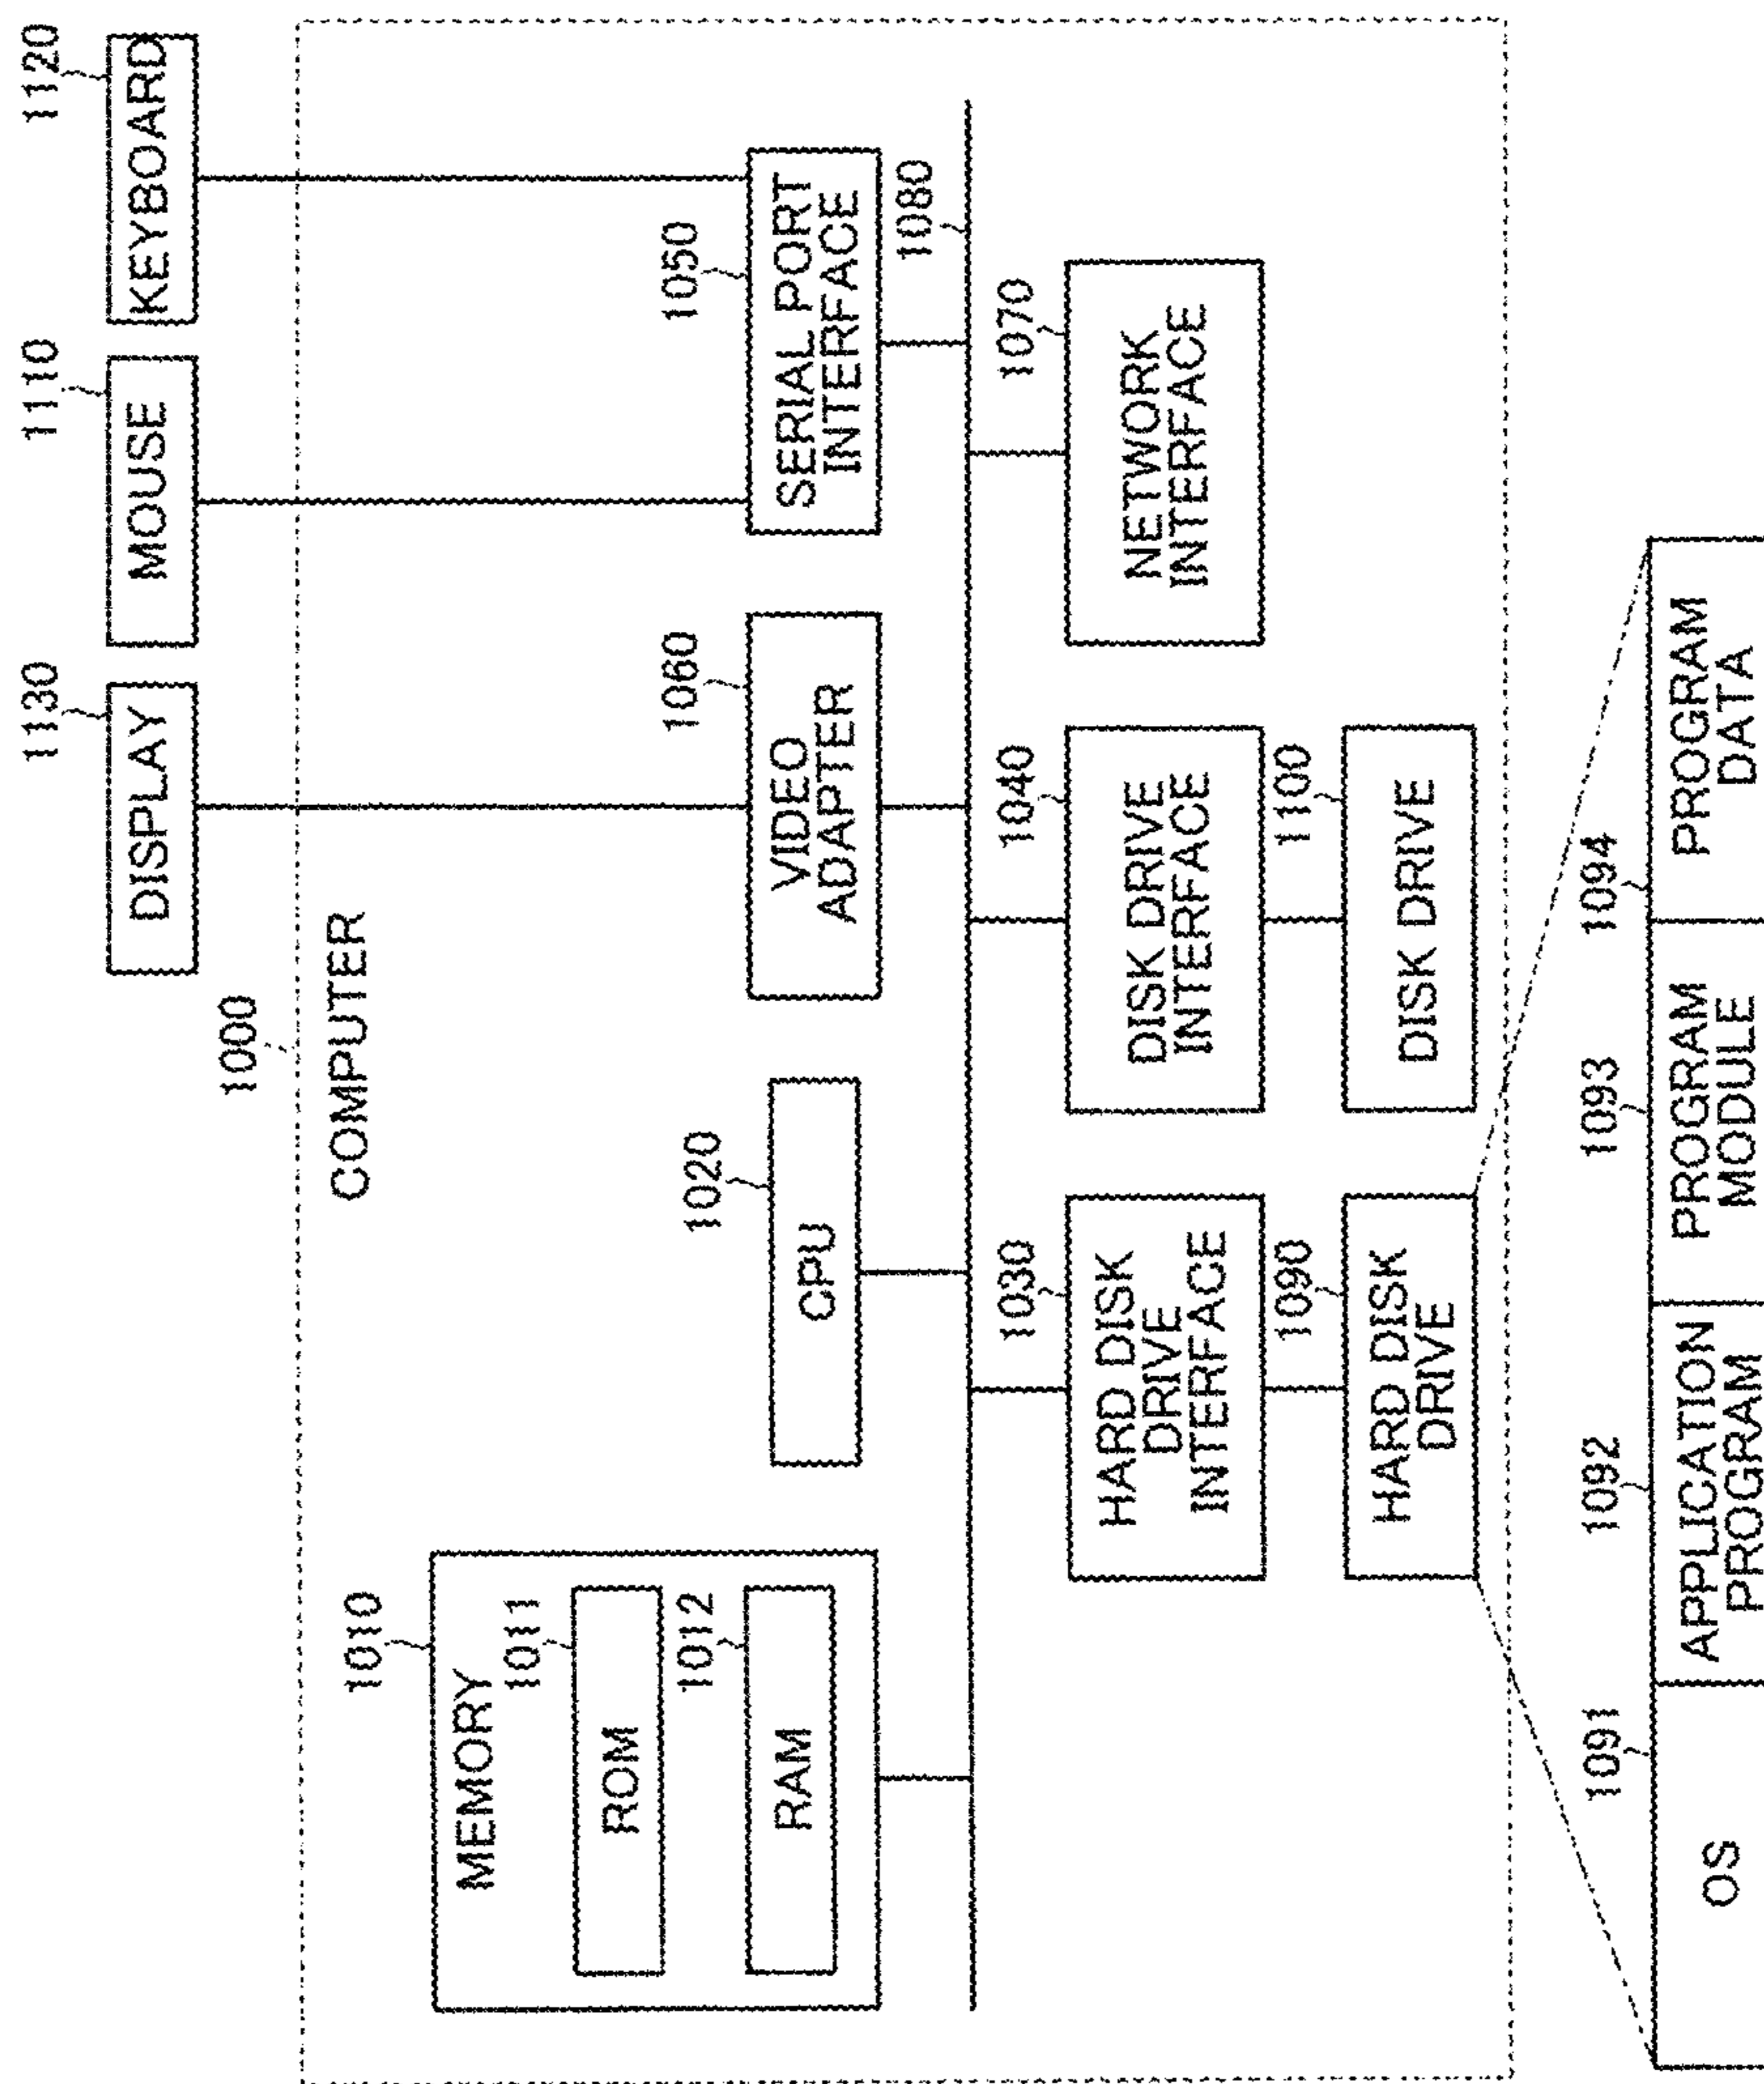 1000
COMPUTER
1130
DISPLAY
1110
MOUSE
1120
KEYBOARD
1010
MEMORY
1011
ROM
1012
RAM
1020
CPU
1060
VIDEO
ADAPTER
1050
SERIAL PORT
INTERFACE
1080
1030
HARD DISK
DRIVE
INTERFACE
1040
DISK DRIVE
INTERFACE
1070
NETWORK
INTERFACE
1090
HARD DISK
DRIVE
1100
DISK DRIVE
1091
OS
1092
APPLICATION
PROGRAM
1093
PROGRAM
MODULE
1094
PROGRAM
DATA